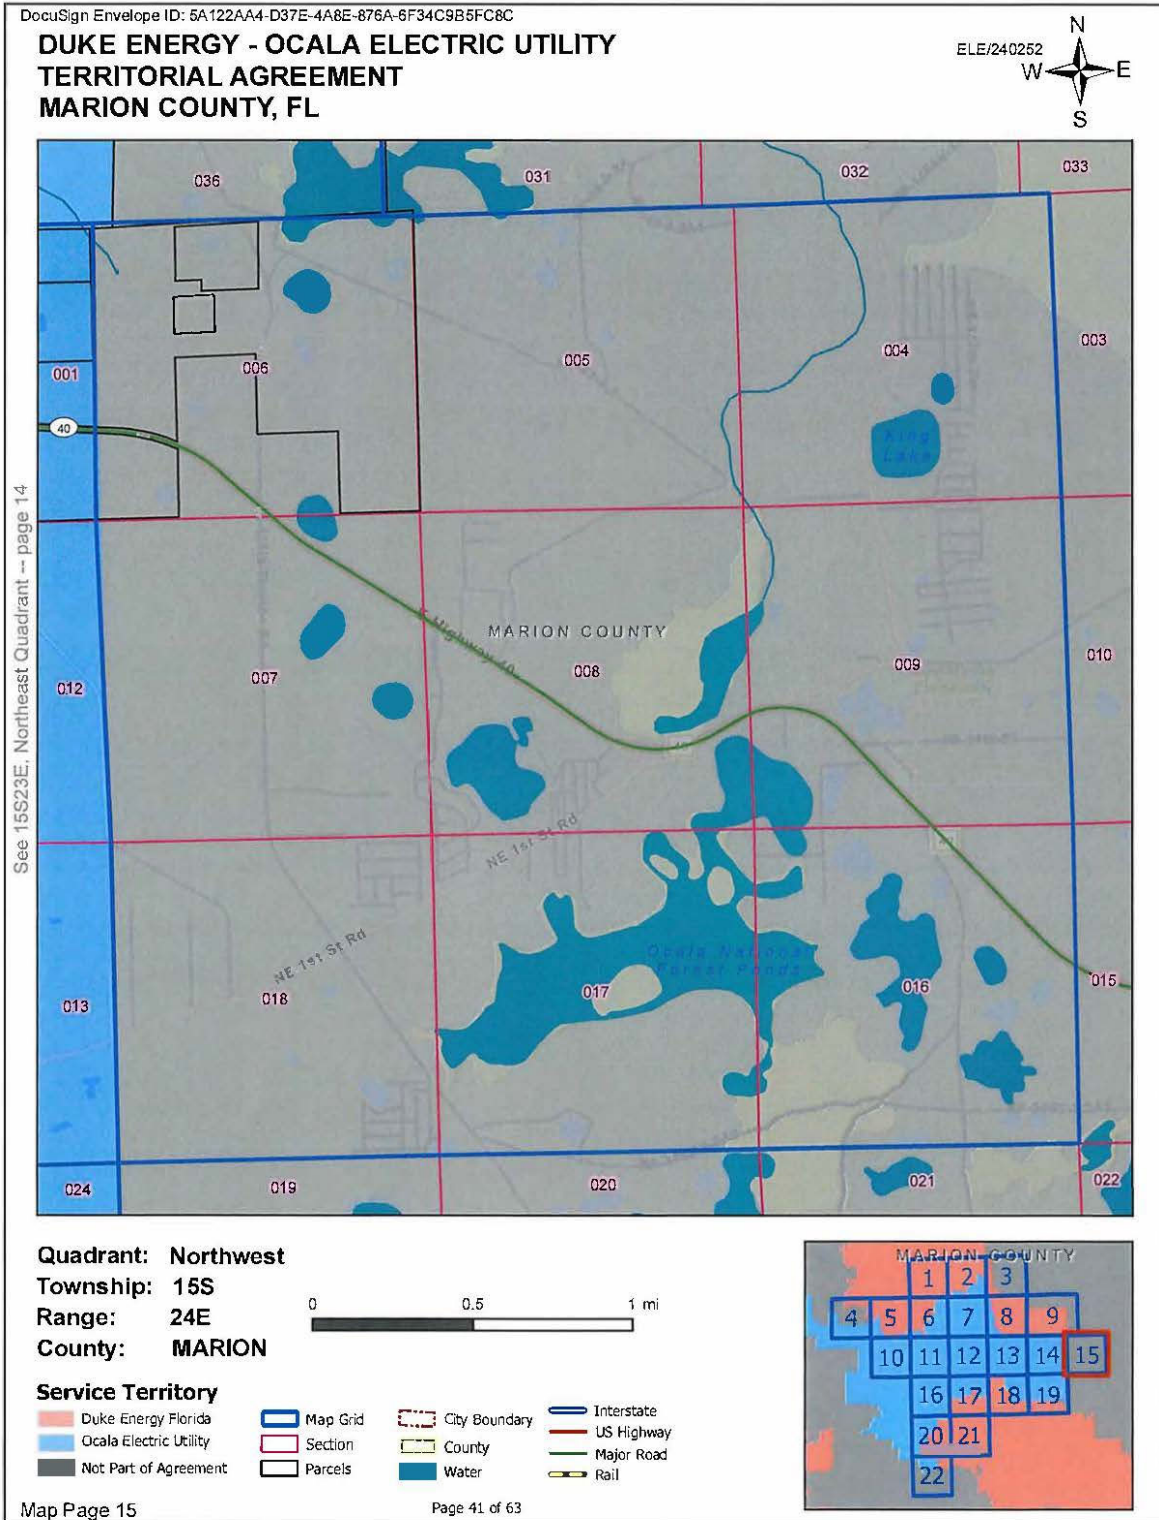 DocuSign Envelope ID: 5A122AA4-D37E-4A8E-876A-6F34C9B5FC8C
DUKE ENERGY - OCALA ELECTRIC UTILITY
TERRITORIAL AGREEMENT
MARION COUNTY, FL
ELE/240252
N
W E
S
036
031
032
033
001
006
005
004
003
40
King
Lake
See 15S23E, Northeast Quadrant -- page 14
MARION COUNTY
E Highway 40
012
007
008
009
010
40
NE 1st St Rd
40
NE 1st St Rd
Ocala National
Forest Ponds
013
018
017
016
015
024
019
020
021
022
Quadrant: Northwest
Township: 15S
Range: 24E
County: MARION
0 0.5 1 mi
Service Territory
Duke Energy Florida
Ocala Electric Utility
Not Part of Agreement
Map Grid
Section
Parcels
City Boundary
County
Water
Interstate
US Highway
Major Road
Rail
MARION COUNTY
1 2 3
4 5 6 7 8 9
10 11 12 13 14 15
16 17 18 19
20 21
22
Map Page 15
Page 41 of 63